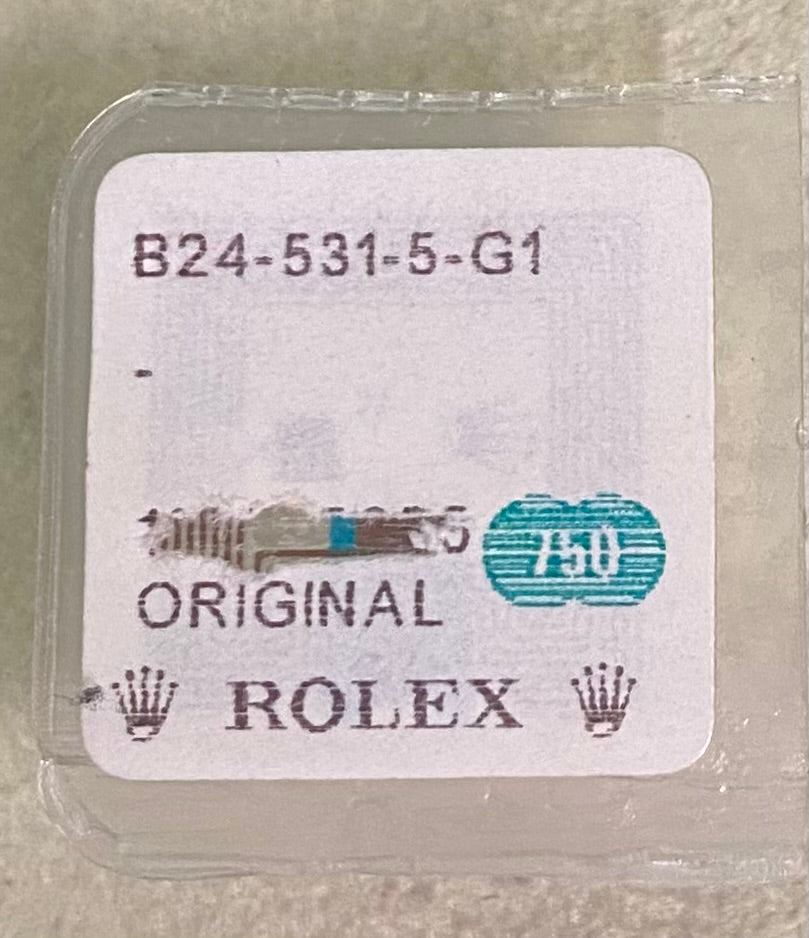 B24-531-5-G1
-
750
ORIGINAL
ROLEX